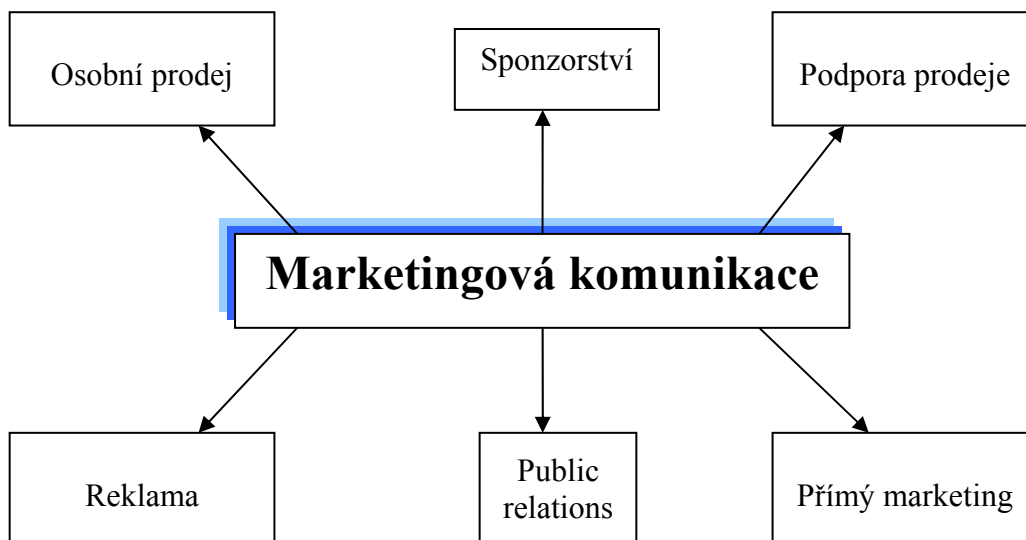 Osobní prodej
Sponzorství
Podpora prodeje
Marketingová komunikace
Reklama
Public
relations
Přímý marketing